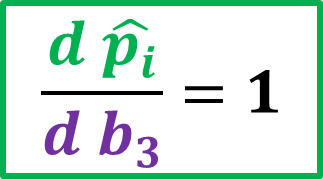 d p̂ᵢ / d b₃ = 1